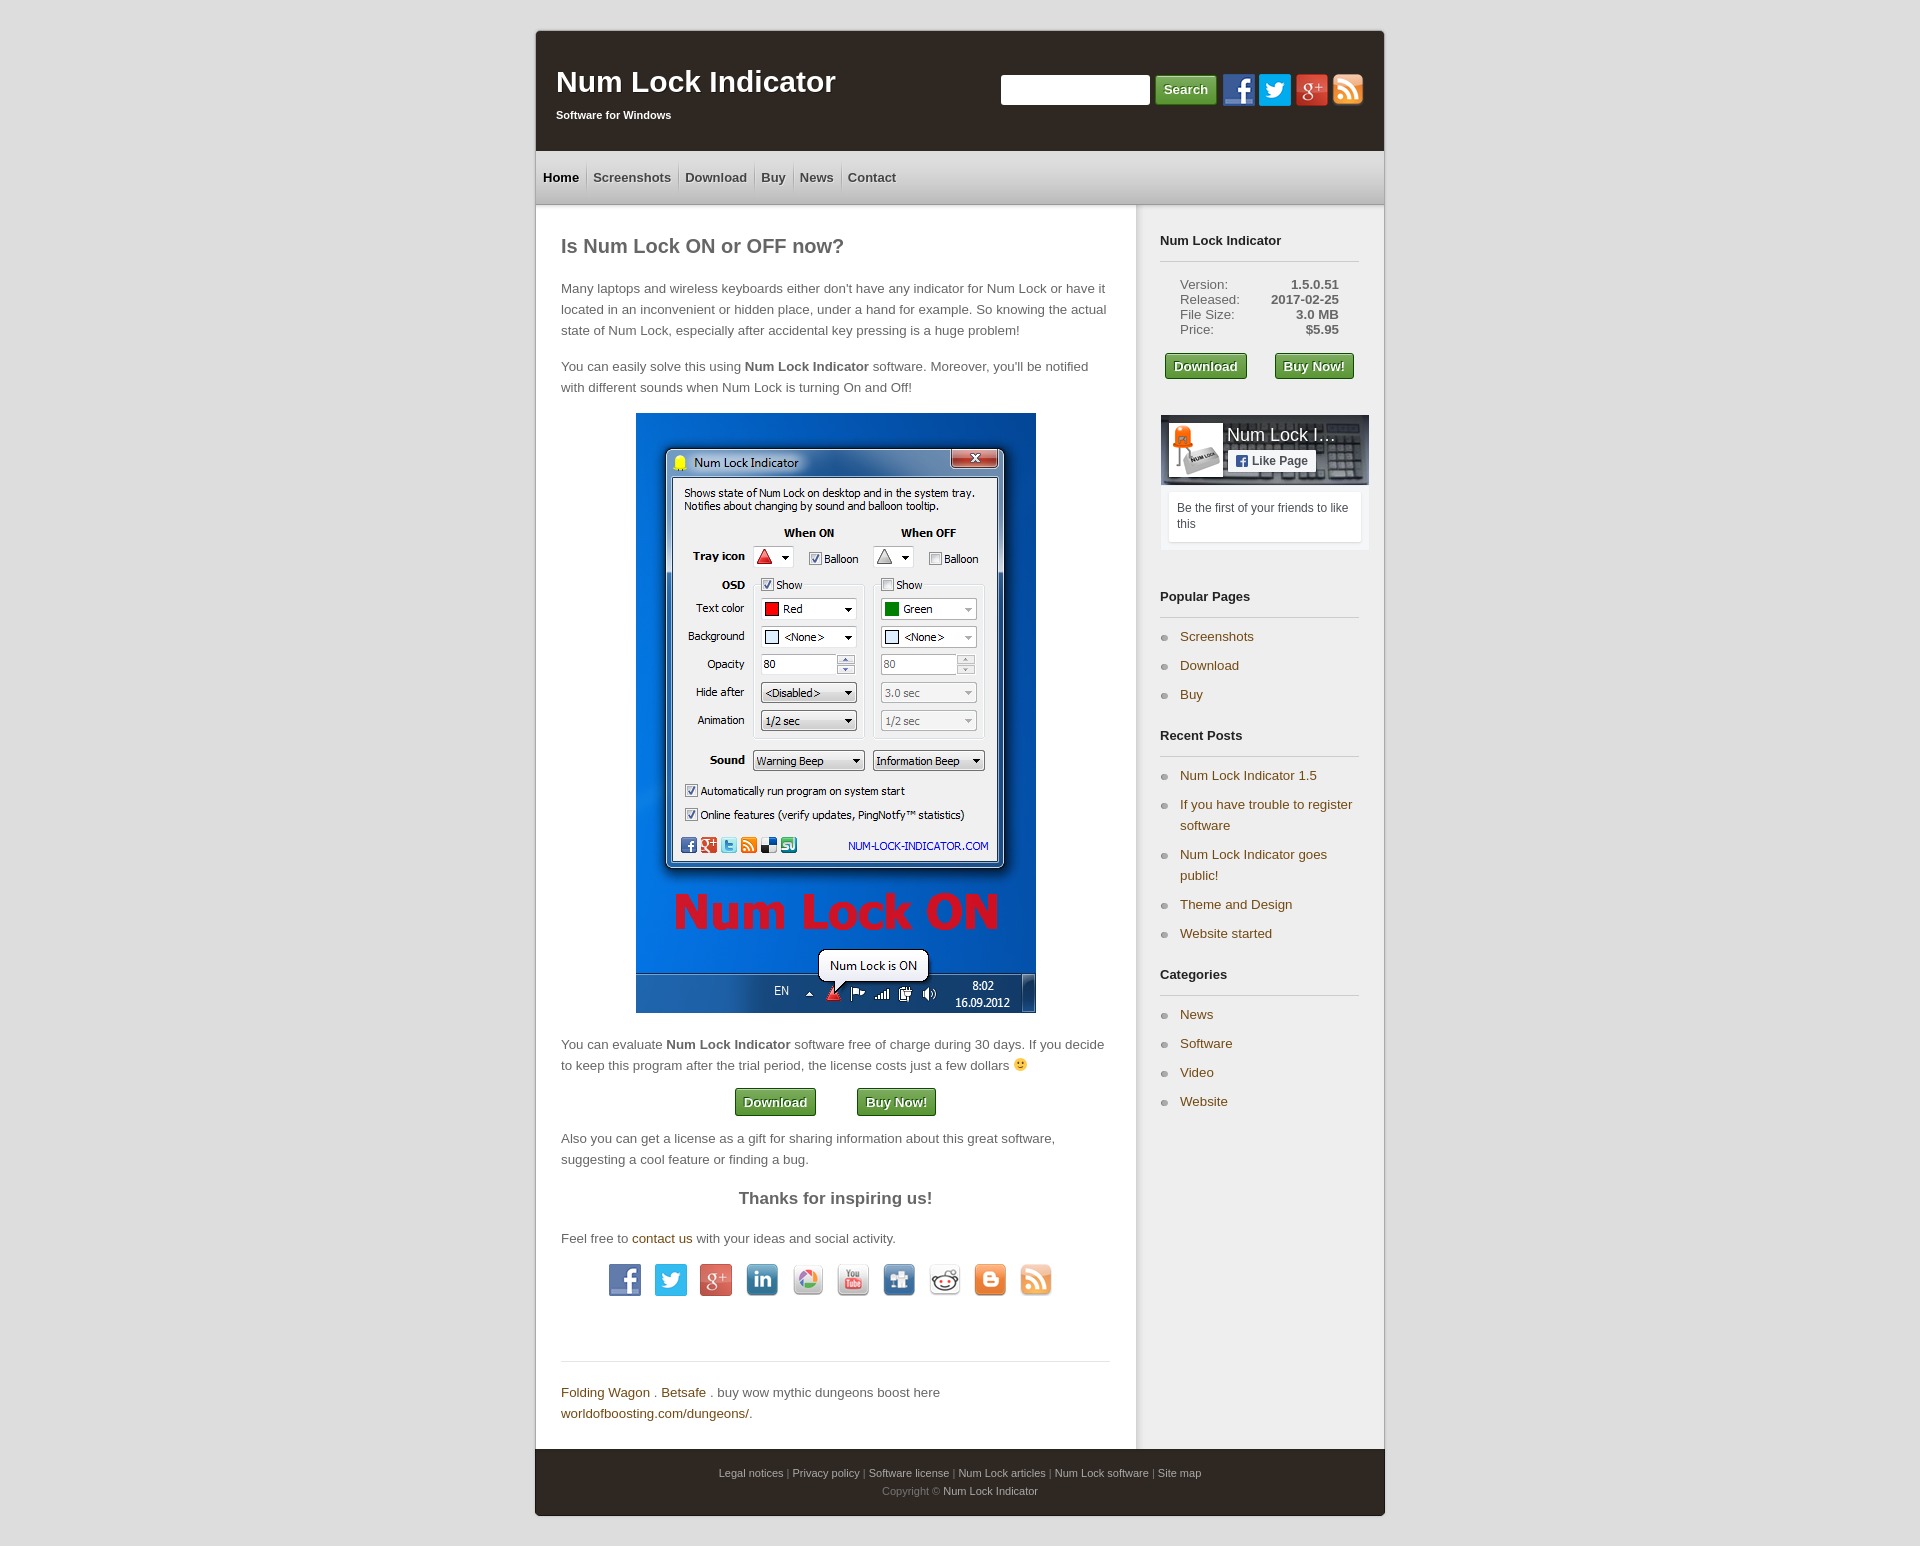 Num Lock Indicator
Software for Windows
Search
Home
Screenshots
Download
Buy
News
Contact
Is Num Lock ON or OFF now?
Many laptops and wireless keyboards either don't have any indicator for Num Lock or have it
located in an inconvenient or hidden place, under a hand for example. So knowing the actual
state of Num Lock, especially after accidental key pressing is a huge problem!
You can easily solve this using Num Lock Indicator software. Moreover, you'll be notified
with different sounds when Num Lock is turning On and Off!
Num Lock Indicator
Shows state of Num Lock on desktop and in the system tray.
Notifies about changing by sound and balloon tooltip.
When ON When OFF
Tray icon Balloon Balloon
OSD Show Show
Text color Red Green
Background <None> <None>
Opacity 80 80
Hide after <Disabled> 3.0 sec
Animation 1/2 sec 1/2 sec
Sound Warning Beep Information Beep
Automatically run program on system start
Online features (verify updates, PingNotfy™ statistics)
NUM-LOCK-INDICATOR.COM
Num Lock ON
Num Lock is ON
EN
8:02
16.09.2012
You can evaluate Num Lock Indicator software free of charge during 30 days. If you decide
to keep this program after the trial period, the license costs just a few dollars
Download
Buy Now!
Also you can get a license as a gift for sharing information about this great software,
suggesting a cool feature or finding a bug.
Thanks for inspiring us!
Feel free to contact us with your ideas and social activity.
Folding Wagon . Betsafe . buy wow mythic dungeons boost here
worldofboosting.com/dungeons/.
Num Lock Indicator
Version: 1.5.0.51
Released: 2017-02-25
File Size: 3.0 MB
Price: $5.95
Download
Buy Now!
NUM LOCK
Num Lock I…
Like Page
Be the first of your friends to like
this
Popular Pages
Screenshots
Download
Buy
Recent Posts
Num Lock Indicator 1.5
If you have trouble to register
software
Num Lock Indicator goes
public!
Theme and Design
Website started
Categories
News
Software
Video
Website
Legal notices | Privacy policy | Software license | Num Lock articles | Num Lock software | Site map
Copyright © Num Lock Indicator